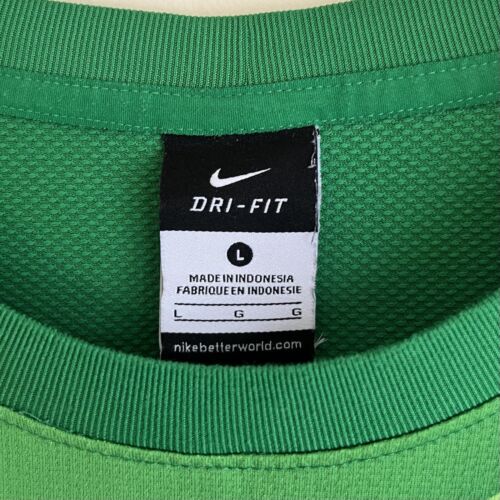 DRI-FIT
L
MADE IN INDONESIA
FABRIQUE EN INDONESIE
L G G
nikebetterworld.com